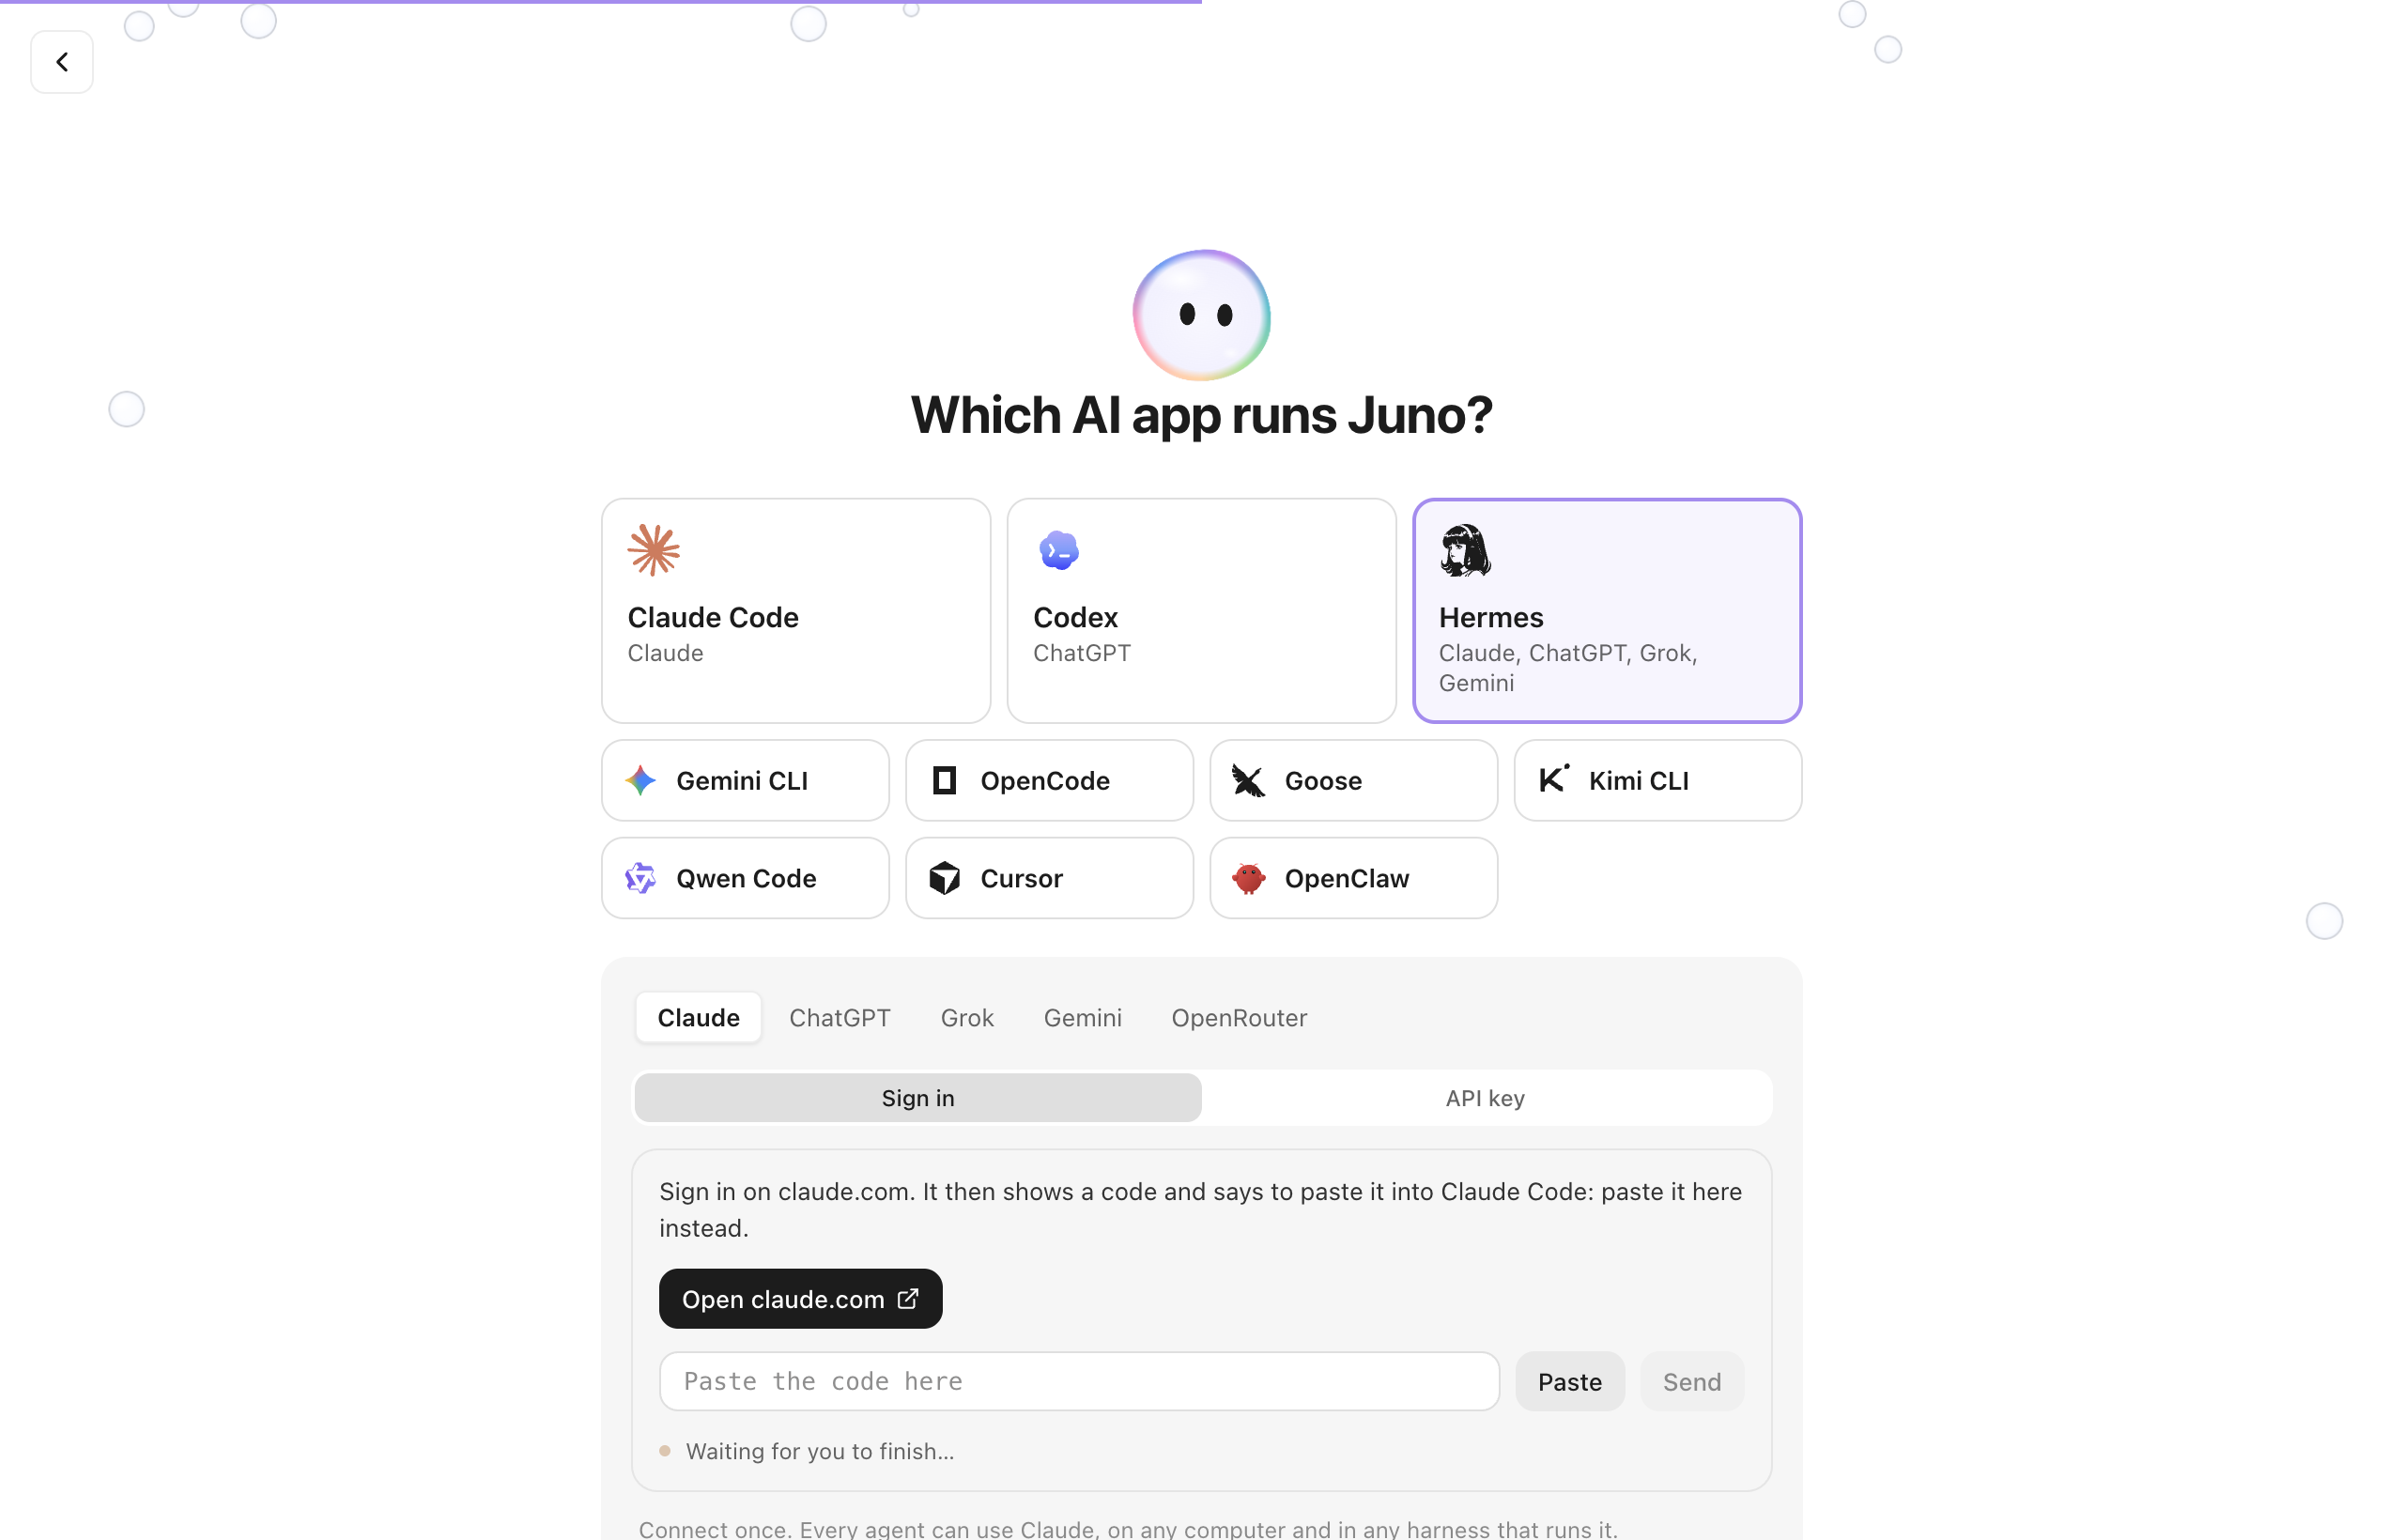 Which AI app runs Juno?
Claude Code
Claude
Codex
ChatGPT
Hermes
Claude, ChatGPT, Grok,
Gemini
Gemini CLI
OpenCode
Goose
Kimi CLI
Qwen Code
Cursor
OpenClaw
Claude
ChatGPT
Grok
Gemini
OpenRouter
Sign in
API key
Sign in on claude.com. It then shows a code and says to paste it into Claude Code: paste it here
instead.
Open claude.com
Paste the code here
Paste
Send
Waiting for you to finish...
Connect once. Every agent can use Claude, on any computer and in any harness that runs it.